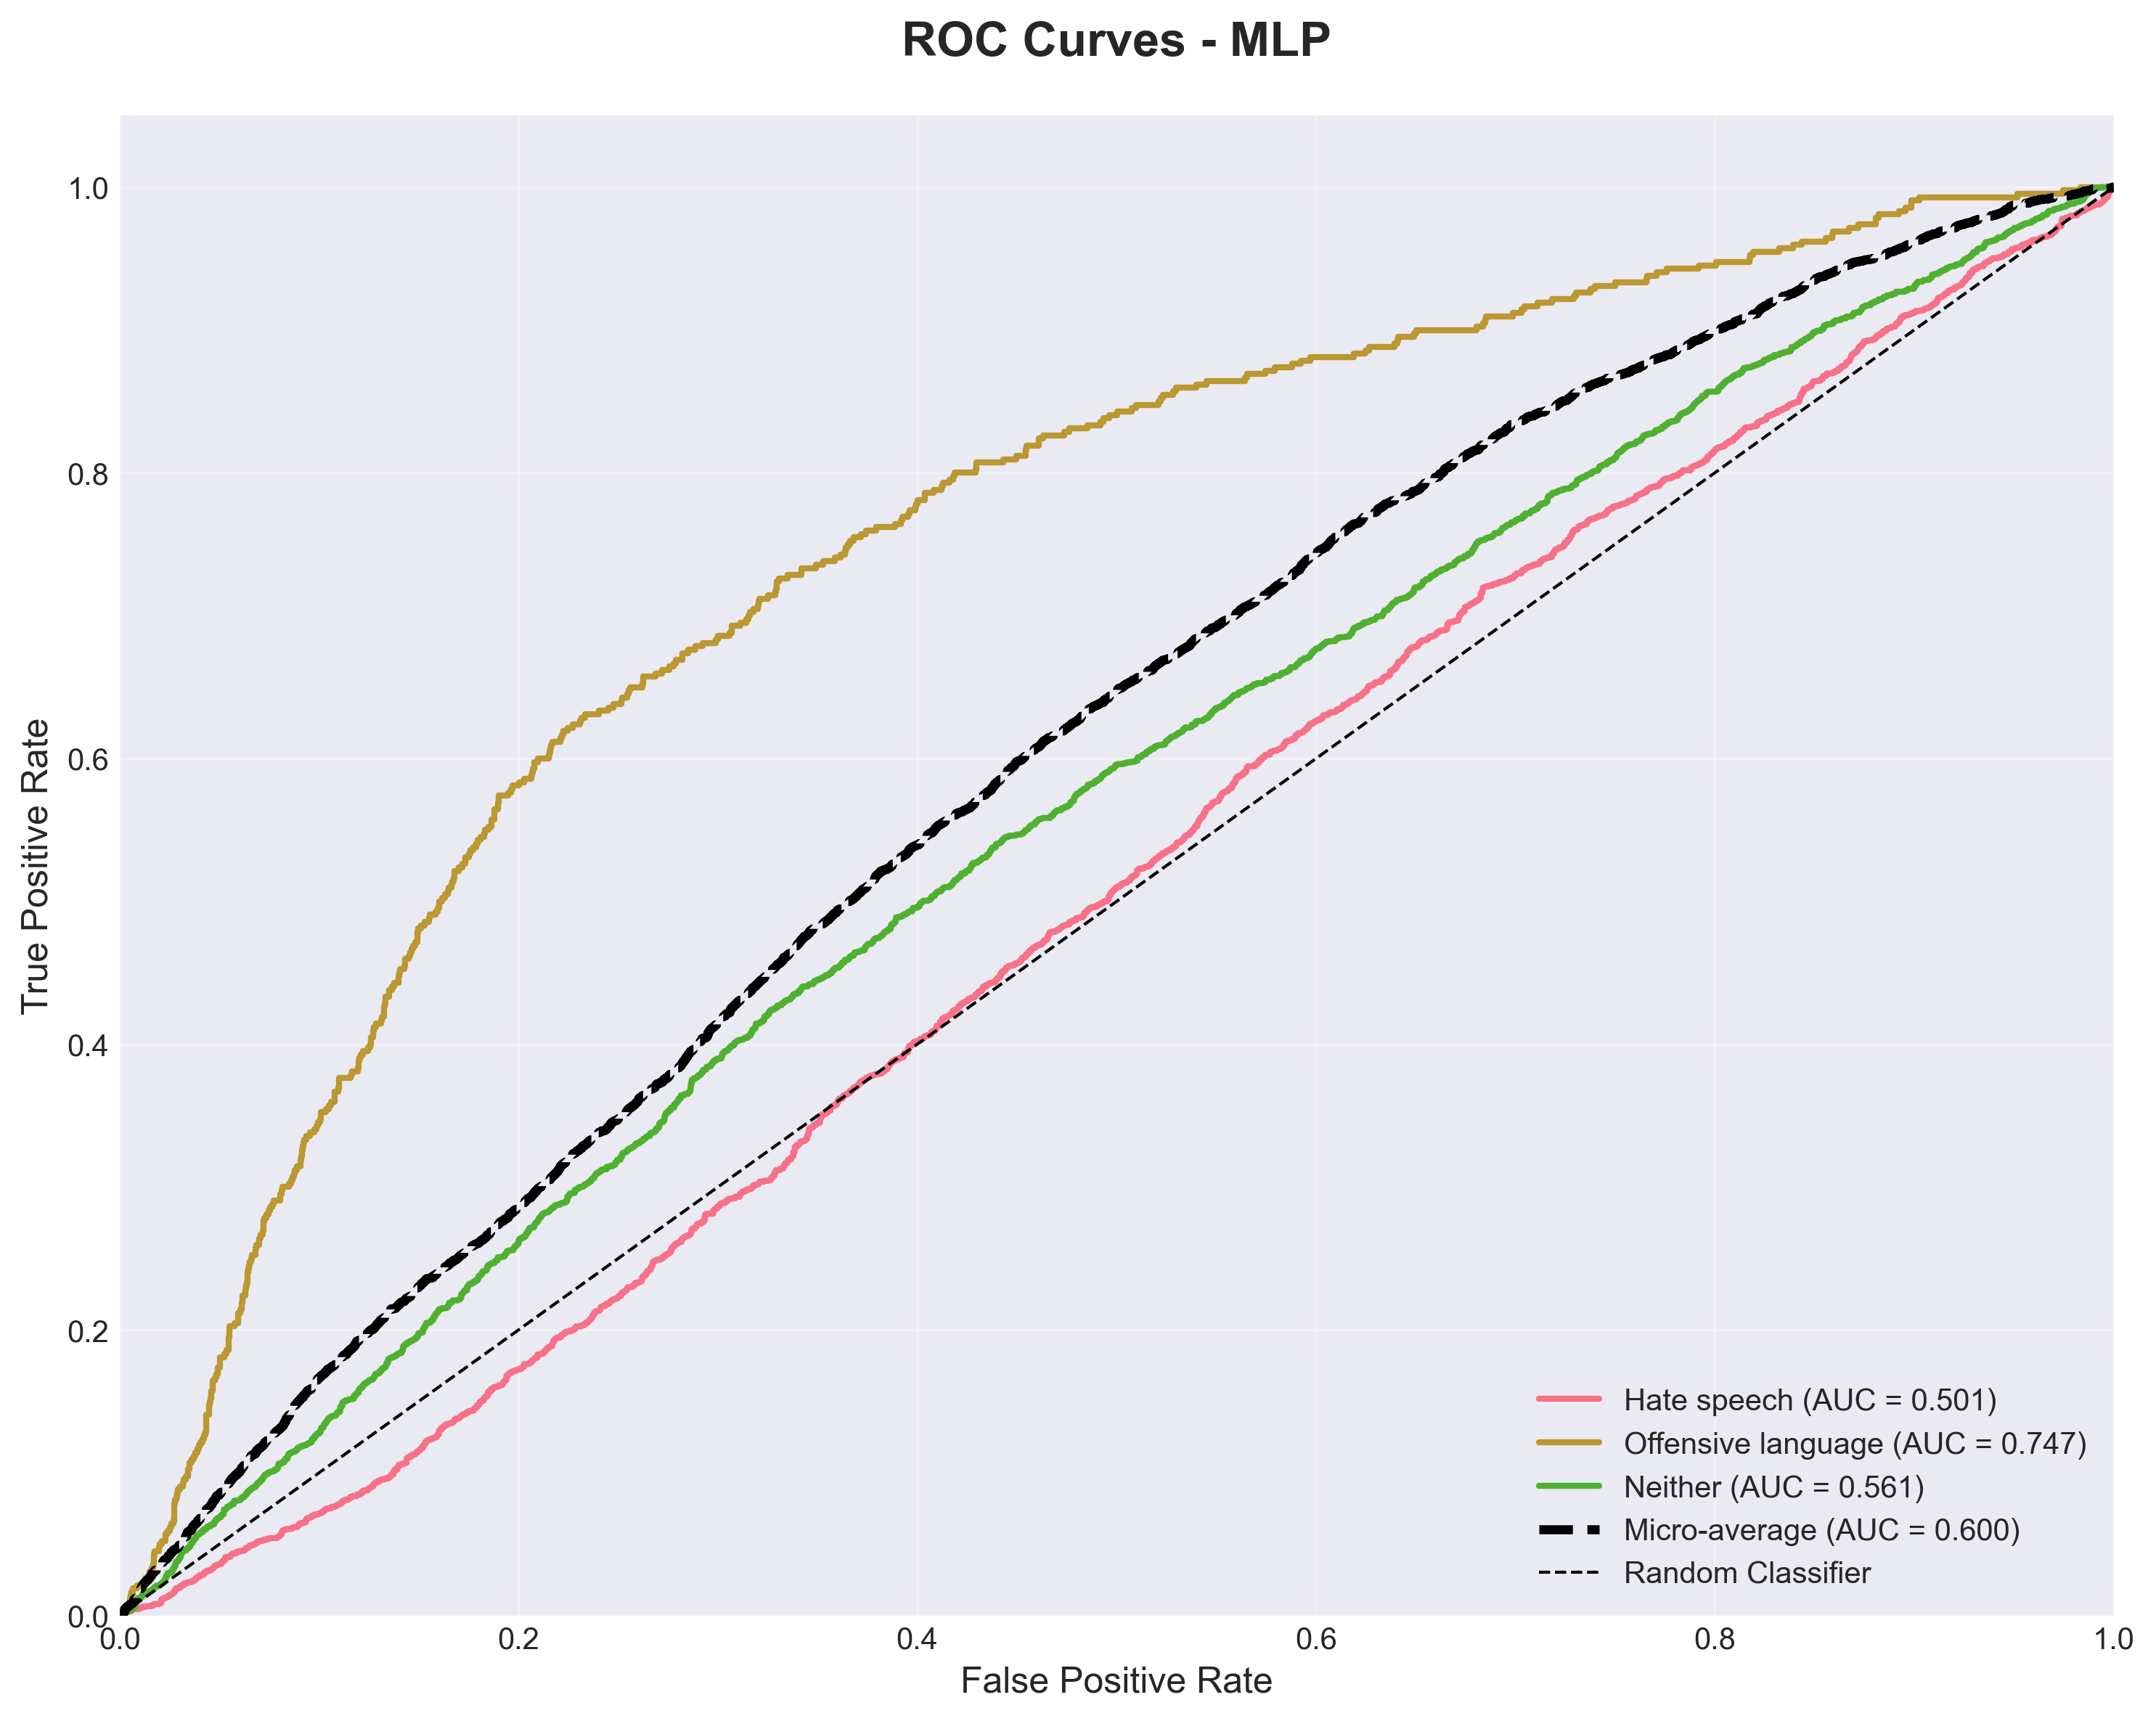 ROC Curves - MLP
True Positive Rate
1.0
0.8
0.6
0.4
0.2
0.0
Hate speech (AUC = 0.501)
Offensive language (AUC = 0.747)
Neither (AUC = 0.561)
Micro-average (AUC = 0.600)
Random Classifier
0.0 0.2 0.4 0.6 0.8 1.0
False Positive Rate